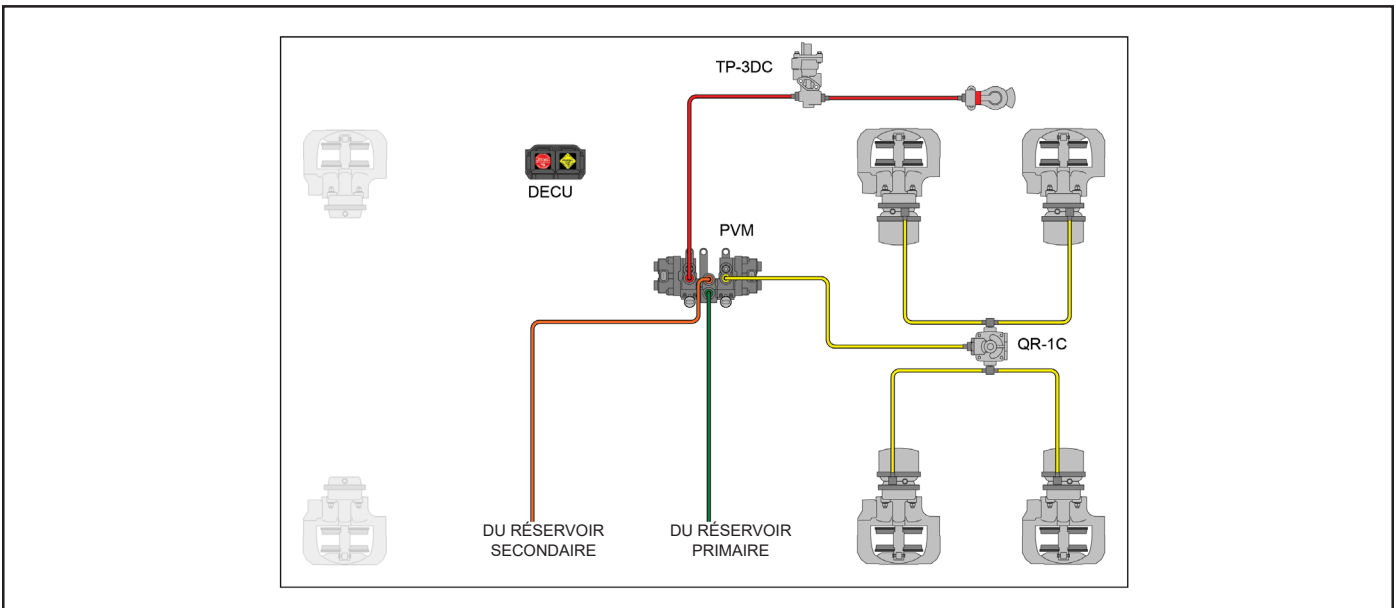 TP-3DC
DECU
PVM
QR-1C
DU RÉSERVOIR
SECONDAIRE
DU RÉSERVOIR
PRIMAIRE